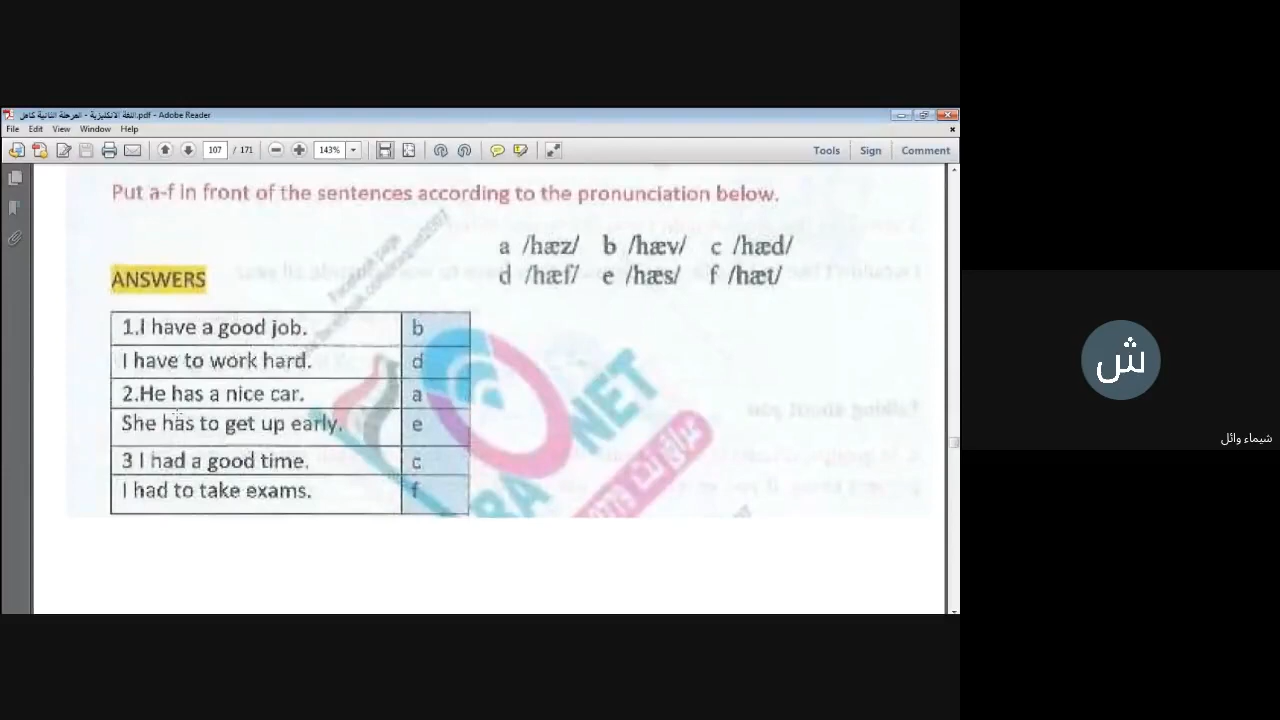 اللغة الانكليزية - المرحلة الثانية كامل.pdf - Adobe Reader
File Edit View Window Help
107 / 171 143% Tools Sign Comment
Put a-f in front of the sentences according to the pronunciation below.
a /hæz/ b /hæv/ c /hæd/
d /hæf/ e /hæs/ f /hæt/
ANSWERS
1.I have a good job. b
I have to work hard. d
2.He has a nice car. a
She has to get up early. e
3 I had a good time. c
I had to take exams. f
Facebook page
NET
ش
شيماء وائل